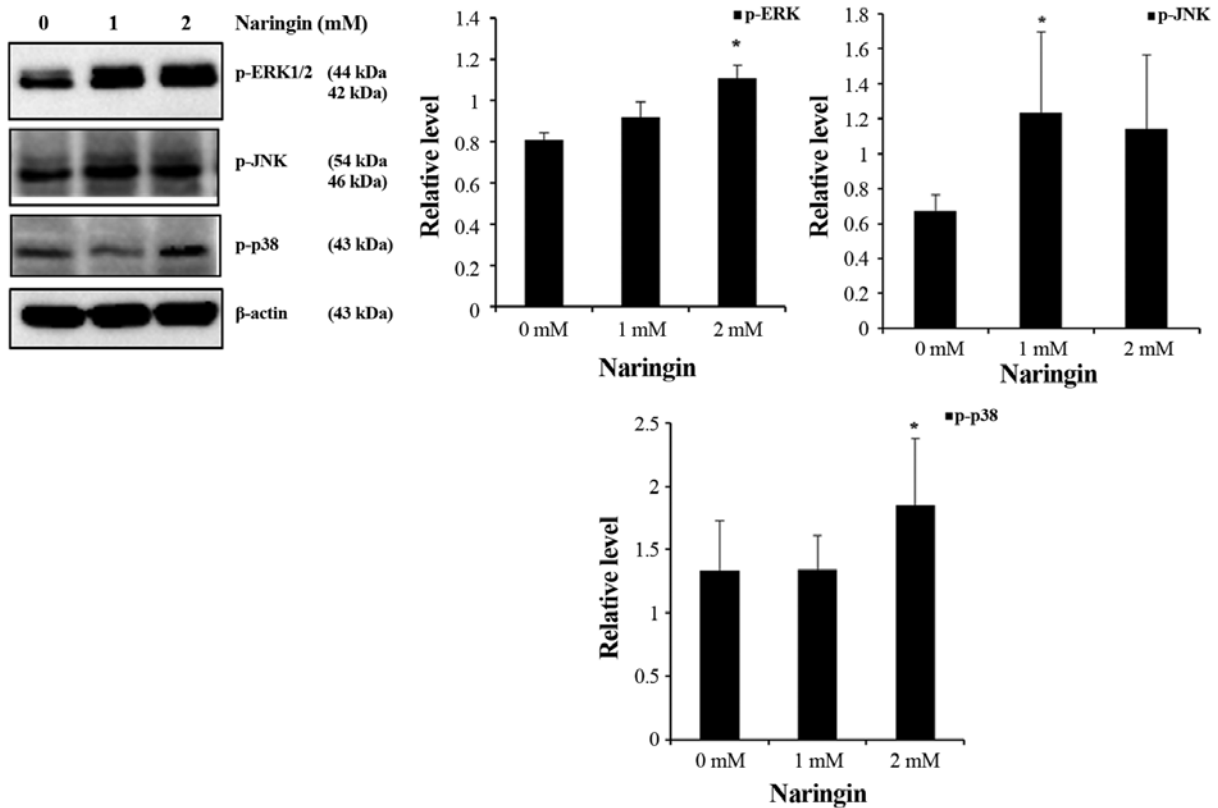 0 1 2 Naringin (mM)
p-ERK1/2 (44 kDa
42 kDa)
p-JNK (54 kDa
46 kDa)
p-p38 (43 kDa)
β-actin (43 kDa)
p-ERK
1.4
1.2
1
0.8
0.6
0.4
0.2
0
Relative level
*
0 mM 1 mM 2 mM
Naringin
p-JNK
1.8
1.6
1.4
1.2
1
0.8
0.6
0.4
0.2
0
Relative level
*
0 mM 1 mM 2 mM
Naringin
p-p38
2.5
2
1.5
1
0.5
0
Relative level
*
0 mM 1 mM 2 mM
Naringin